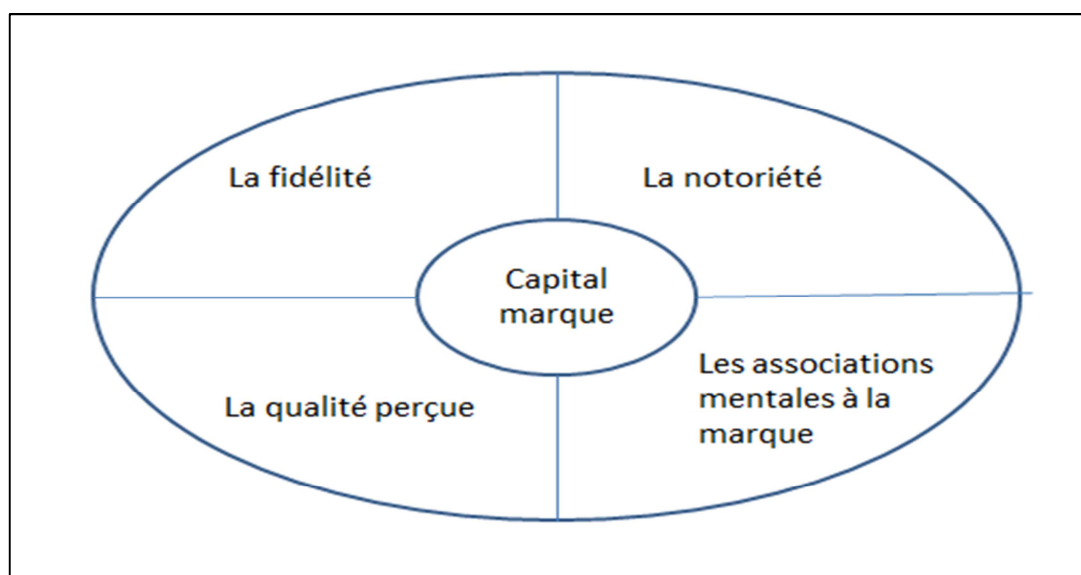 La fidélité
La notoriété
Capital
marque
La qualité perçue
Les associations
mentales à la
marque